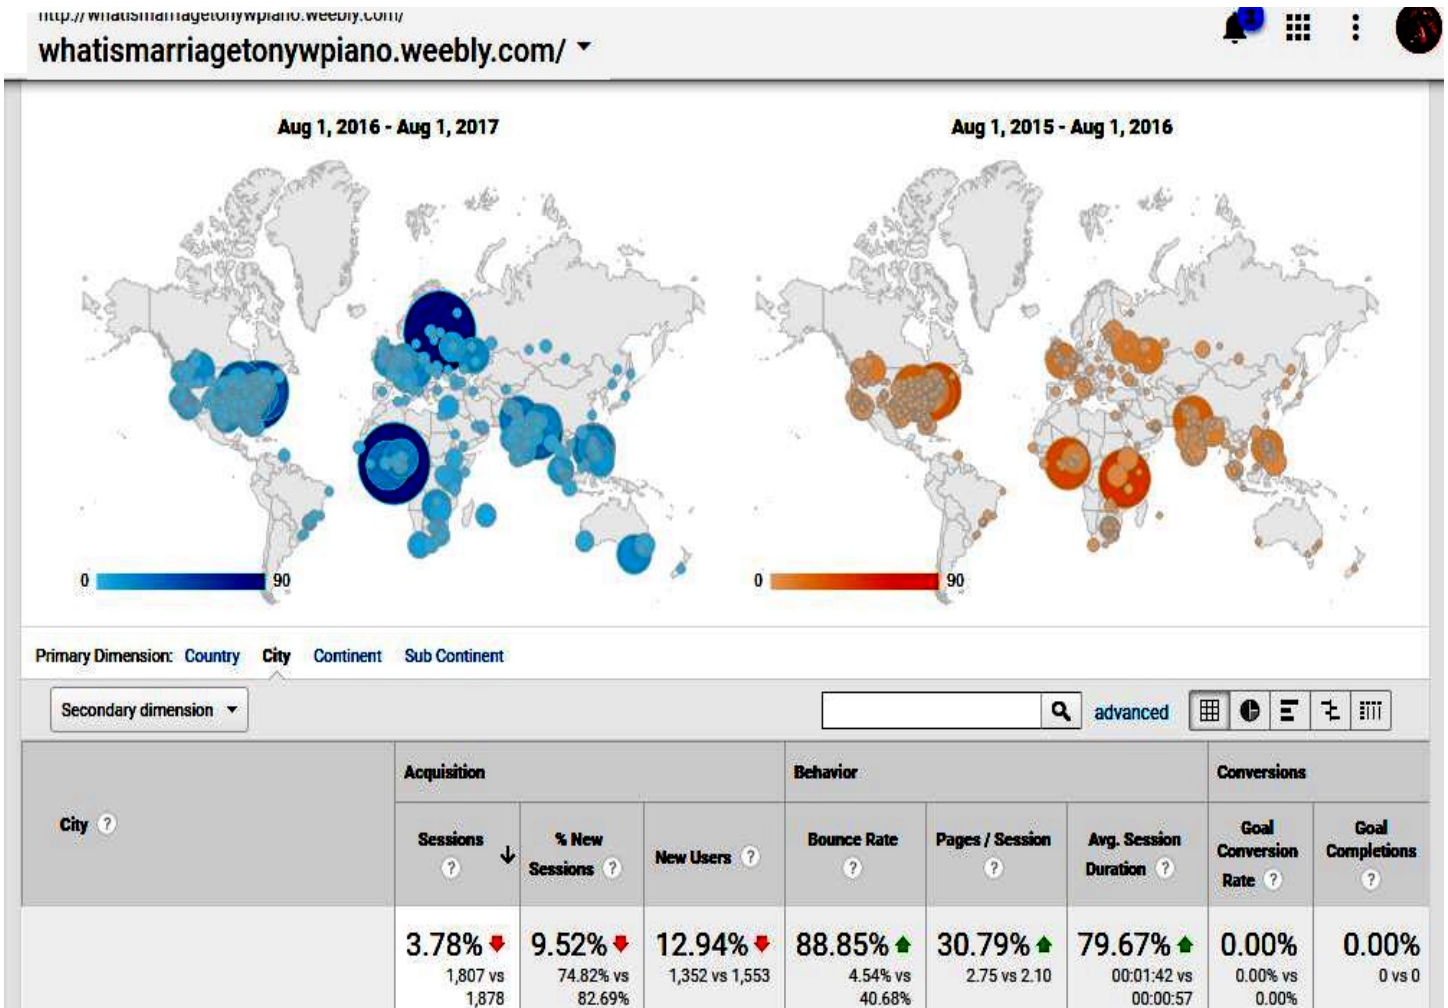 http://whatismarriagetonywpiano.weebly.com/
whatismarriagetonywpiano.weebly.com/
3
Aug 1, 2016 - Aug 1, 2017
Aug 1, 2015 - Aug 1, 2016
0 90
0 90
Primary Dimension: Country City Continent Sub Continent
Secondary dimension
advanced
Acquisition Behavior Conversions
City ?
Sessions ?
% New
Sessions ?
New Users ?
Bounce Rate
?
Pages / Session
?
Avg. Session
Duration ?
Goal
Conversion
Rate ?
Goal
Completions
?
3.78% 9.52% 12.94% 88.85% 30.79% 79.67% 0.00% 0.00%
1,807 vs 74.82% vs 1,352 vs 1,553 4.54% vs 2.75 vs 2.10 00:01:42 vs 0.00% vs 0 vs 0
1,878 82.69% 40.68% 00:00:57 0.00%